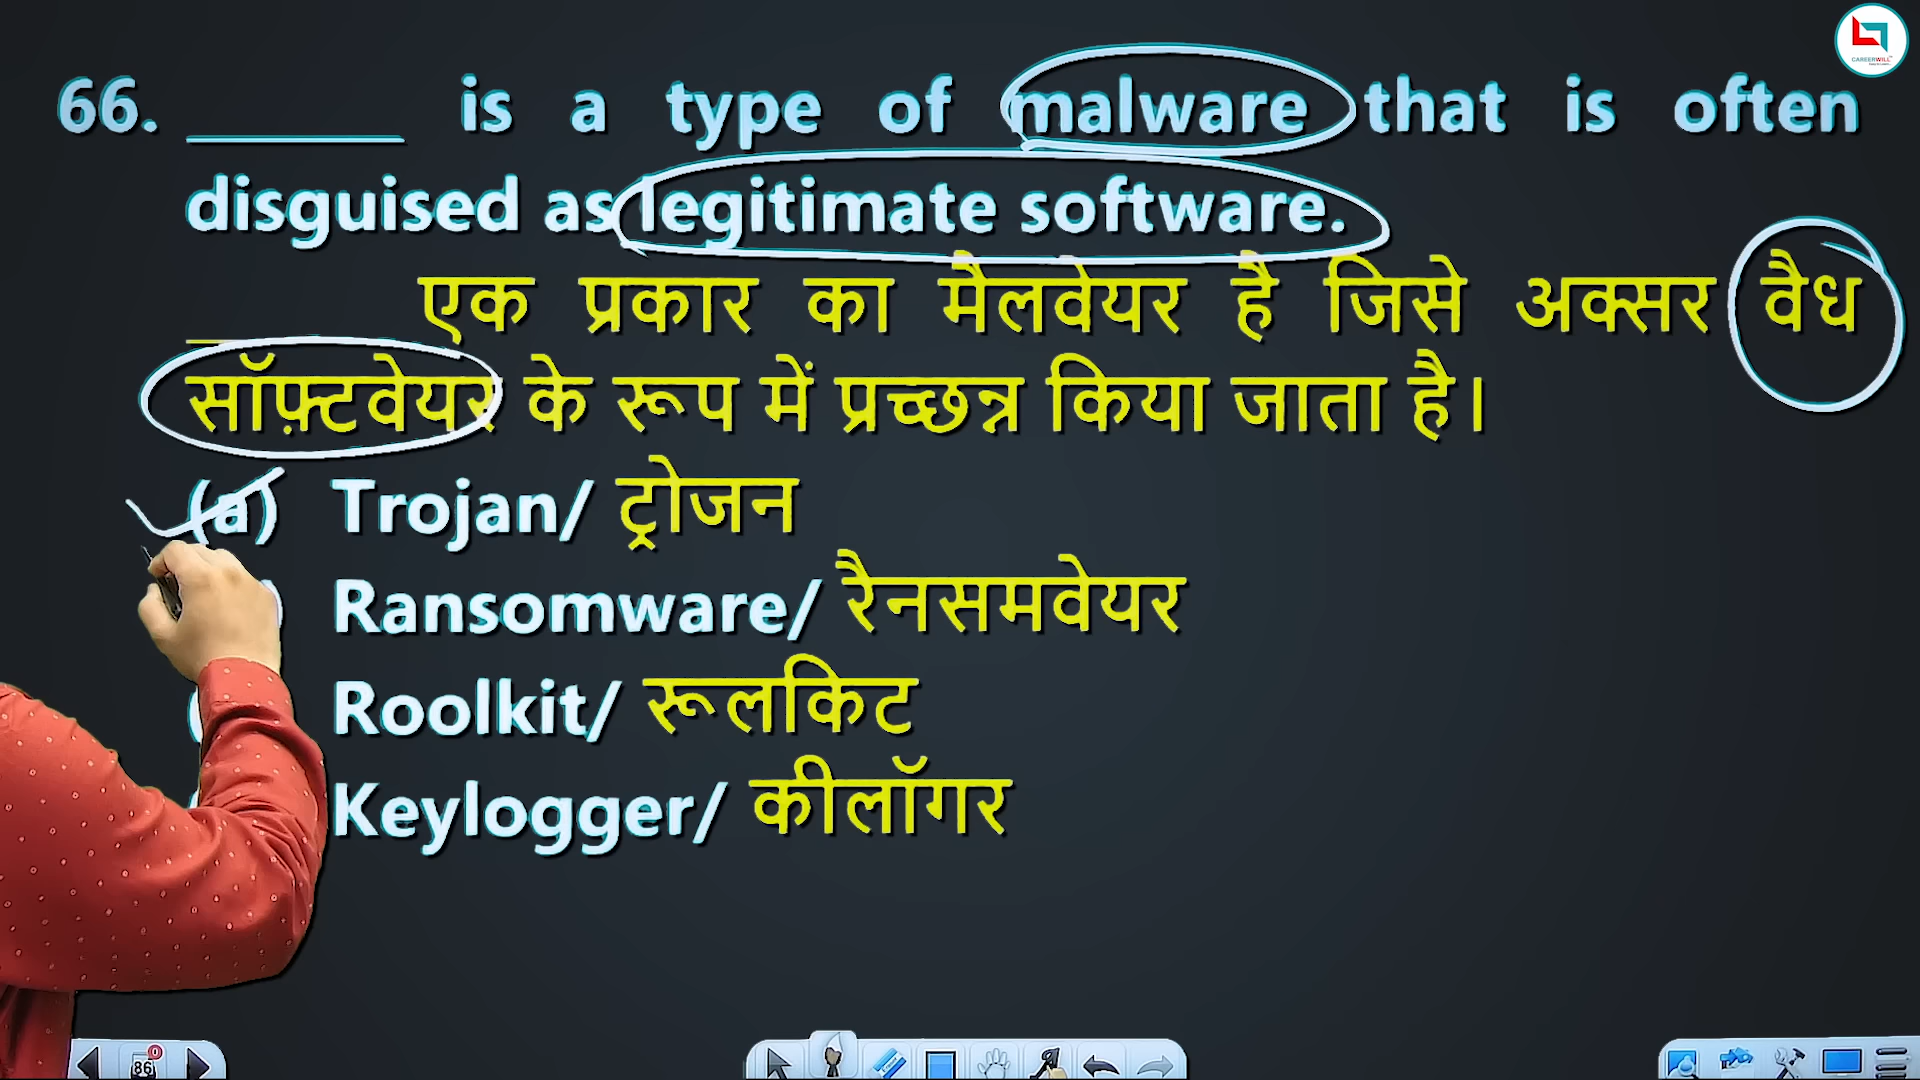 CAREERWILL
66. ______ is a type of malware that is often
disguised as legitimate software.
______ एक प्रकार का मैलवेयर है जिसे अक्सर वैध
सॉफ़्टवेयर के रूप में प्रच्छन्न किया जाता है।
(a) Trojan/ ट्रोजन
) Ransomware/ रैनसमवेयर
( Roolkit/ रूलकिट
Keylogger/ कीलॉगर
86